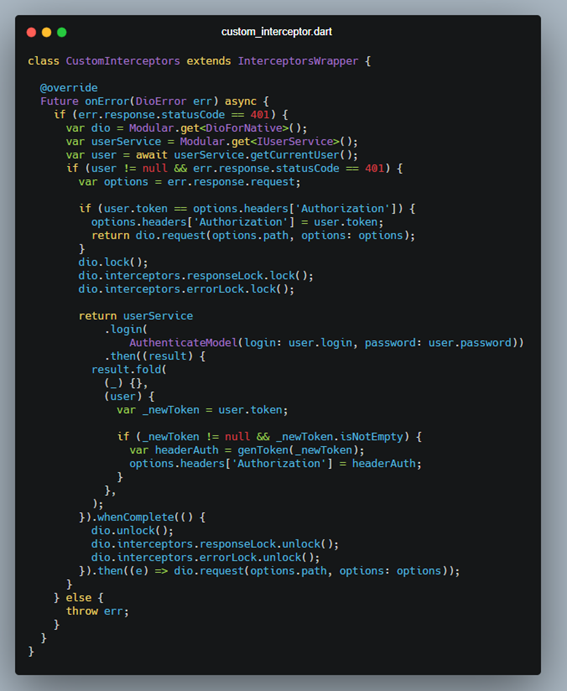 custom_interceptor.dart
class CustomInterceptors extends InterceptorsWrapper {
@override
Future onError(DioError err) async {
if (err.response.statusCode == 401) {
var dio = Modular.get<DioForNative>();
var userService = Modular.get<IUserService>();
var user = await userService.getCurrentUser();
if (user != null && err.response.statusCode == 401) {
var options = err.response.request;
if (user.token == options.headers['Authorization']) {
options.headers['Authorization'] = user.token;
return dio.request(options.path, options: options);
}
dio.lock();
dio.interceptors.responseLock.lock();
dio.interceptors.errorLock.lock();
return userService
.login(
AuthenticateModel(login: user.login, password: user.password))
.then((result) {
result.fold(
(_) {},
(user) {
var _newToken = user.token;
if (_newToken != null && _newToken.isNotEmpty) {
var headerAuth = genToken(_newToken);
options.headers['Authorization'] = headerAuth;
}
},
);
}).whenComplete(() {
dio.unlock();
dio.interceptors.responseLock.unlock();
dio.interceptors.errorLock.unlock();
}).then((e) => dio.request(options.path, options: options));
}
} else {
throw err;
}
}
}